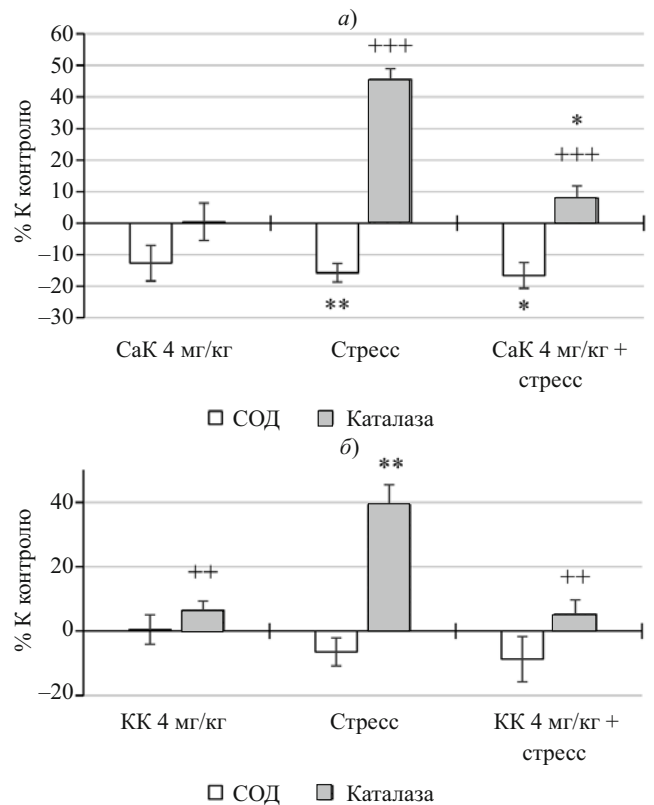 а)
% К контролю
60
50
40
30
20
10
0
–10
–20
–30
+++
*
+++
**
*
СаК 4 мг/кг
Стресс
СаК 4 мг/кг +
стресс
СОД
Каталаза
б)
% К контролю
40
20
0
–20
**
++
++
КК 4 мг/кг
Стресс
КК 4 мг/кг +
стресс
СОД
Каталаза